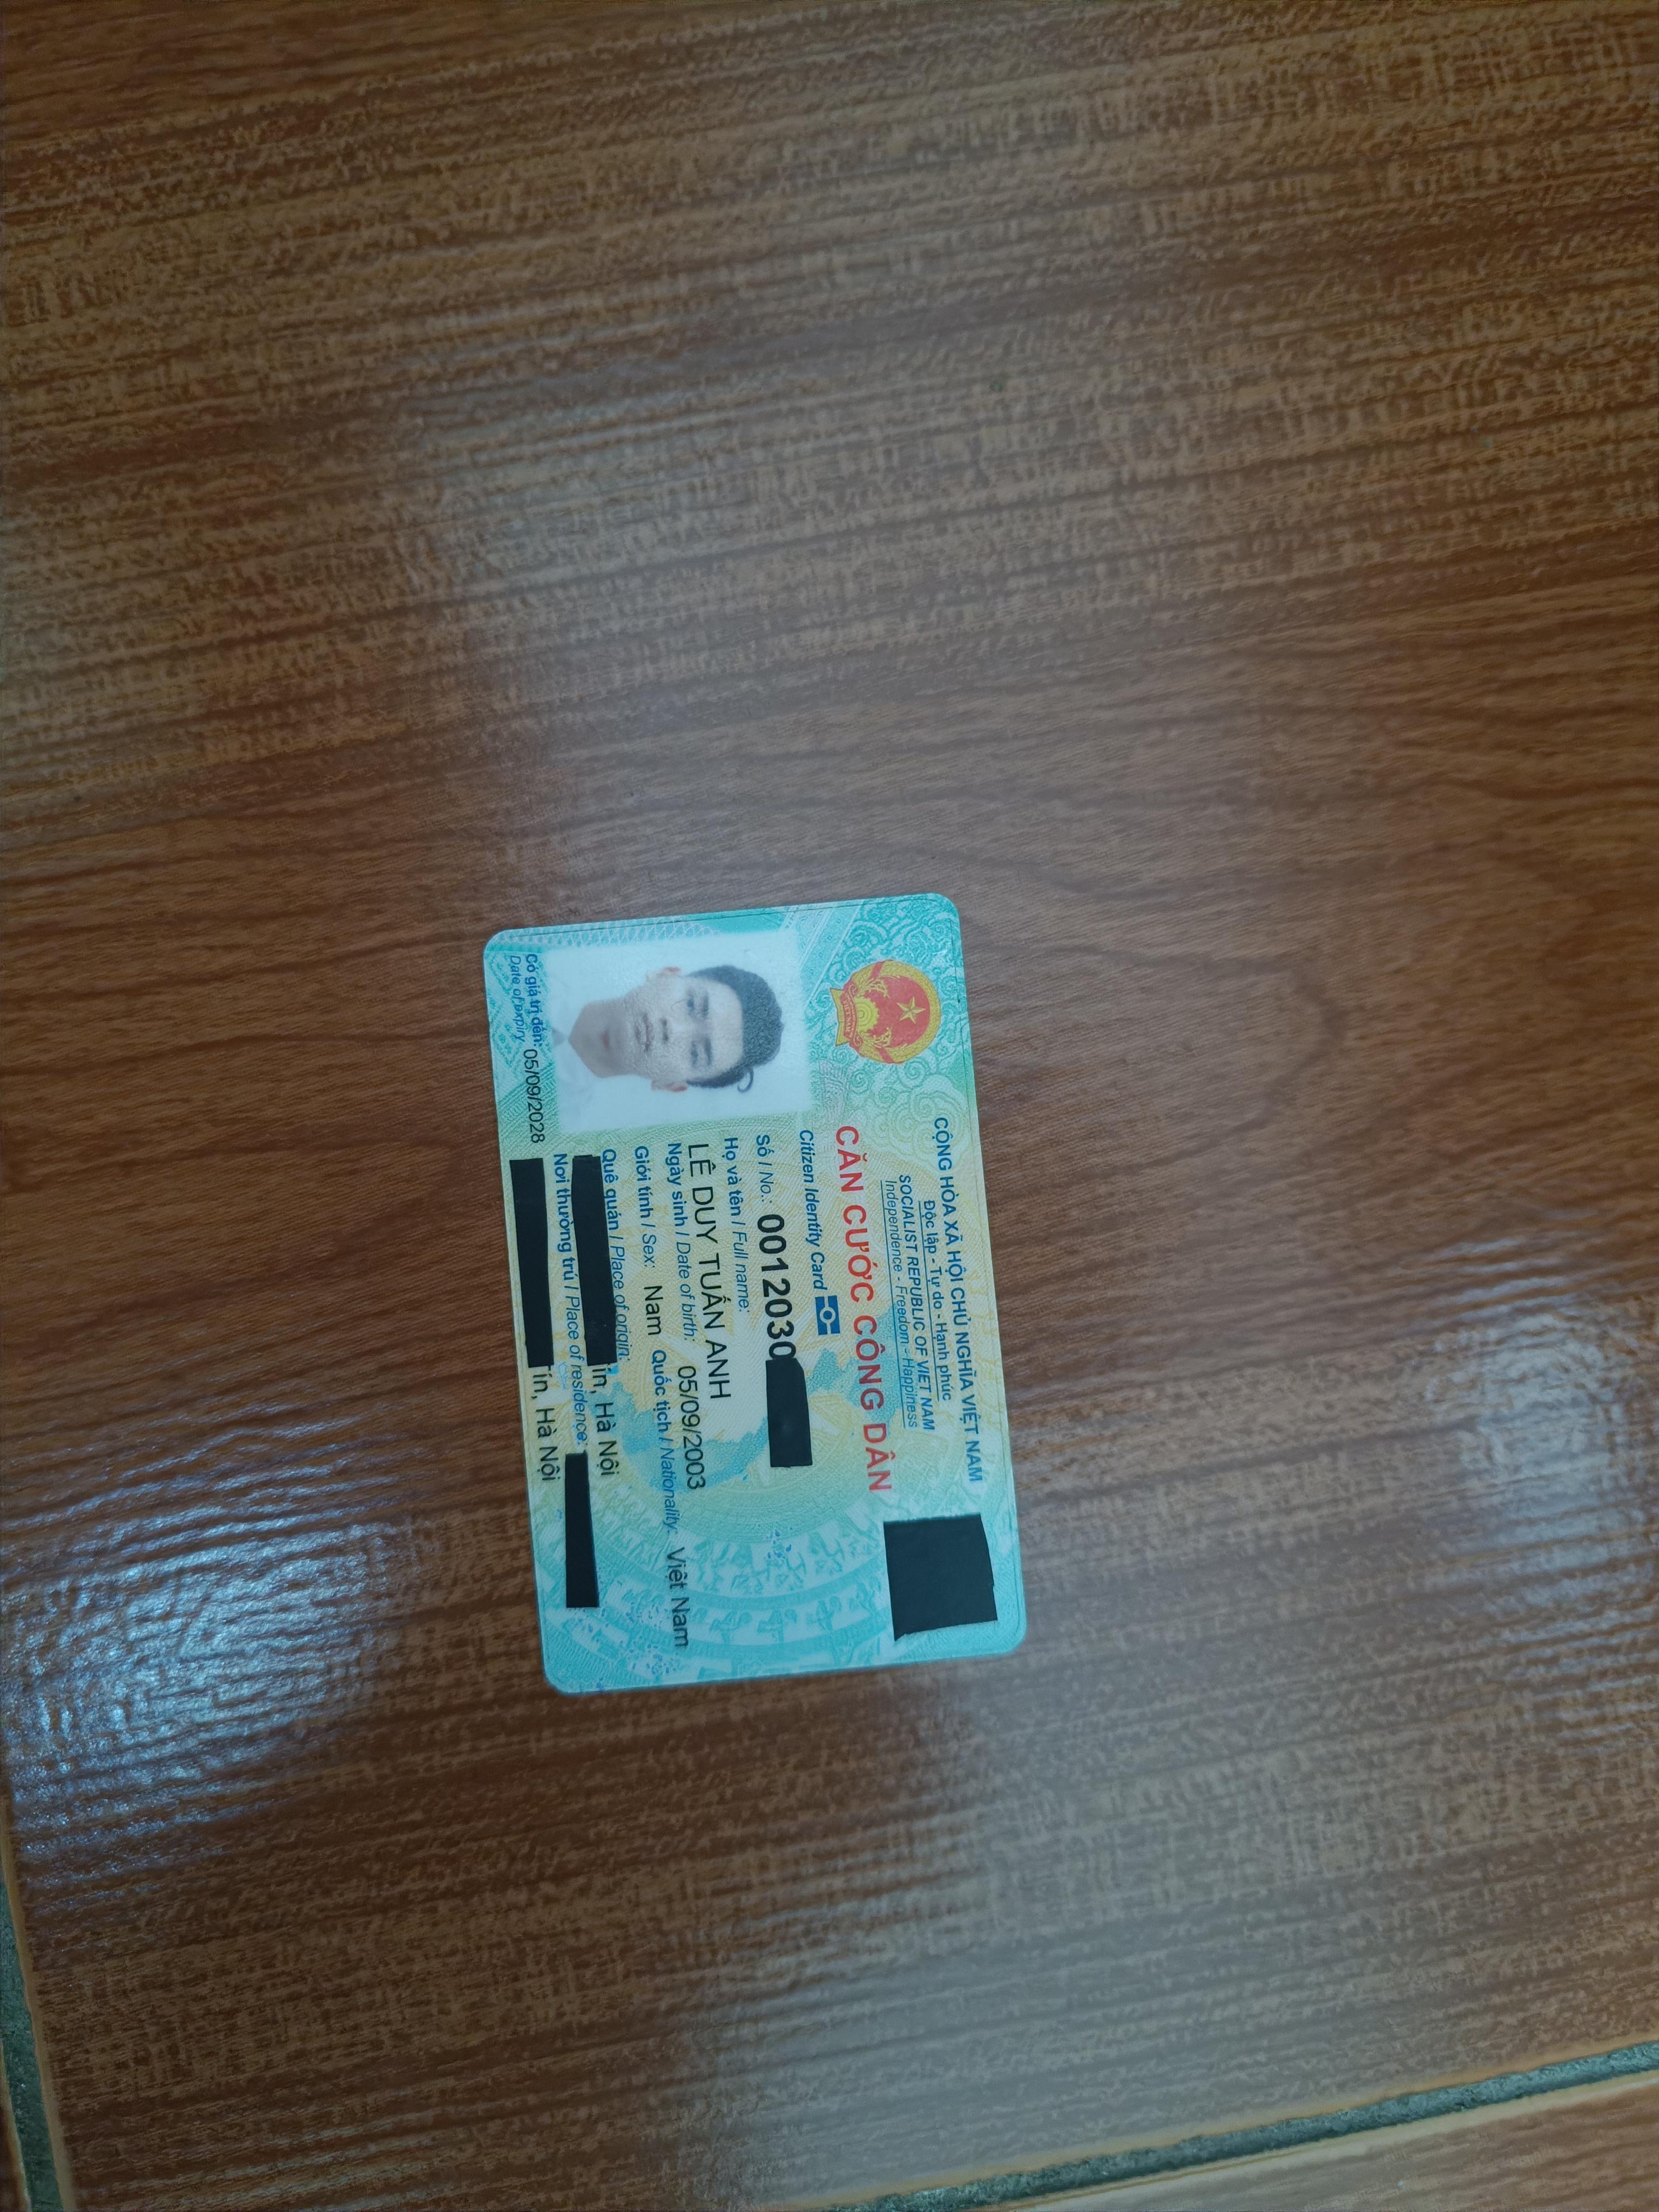 CỘNG HÒA XÃ HỘI CHỦ NGHĨA VIỆT NAM
Độc lập - Tự do - Hạnh phúc
SOCIALIST REPUBLIC OF VIET NAM
Independence - Freedom - Happiness
CĂN CƯỚC CÔNG DÂN
Citizen Identity Card
Số / No.: 0012030
Họ và tên / Full name:
LÊ DUY TUẤN ANH
Ngày sinh / Date of birth: 05/09/2003
Giới tính / Sex: Nam Quốc tịch / Nationality: Việt Nam
Quê quán / Place of origin:
ín, Hà Nội
Nơi thường trú / Place of residence:
ín, Hà Nội
Có giá trị đến: 05/09/2028
Date of expiry
VIỆT NAM